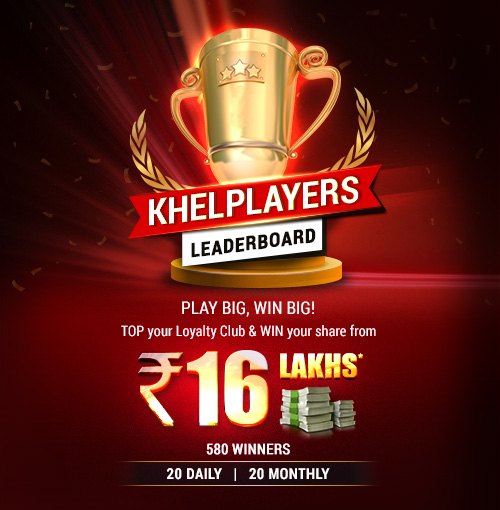 KHELPLAYERS
LEADERBOARD
PLAY BIG, WIN BIG!
TOP your Loyalty Club & WIN your share from
₹16 LAKHS*
580 WINNERS
20 DAILY | 20 MONTHLY